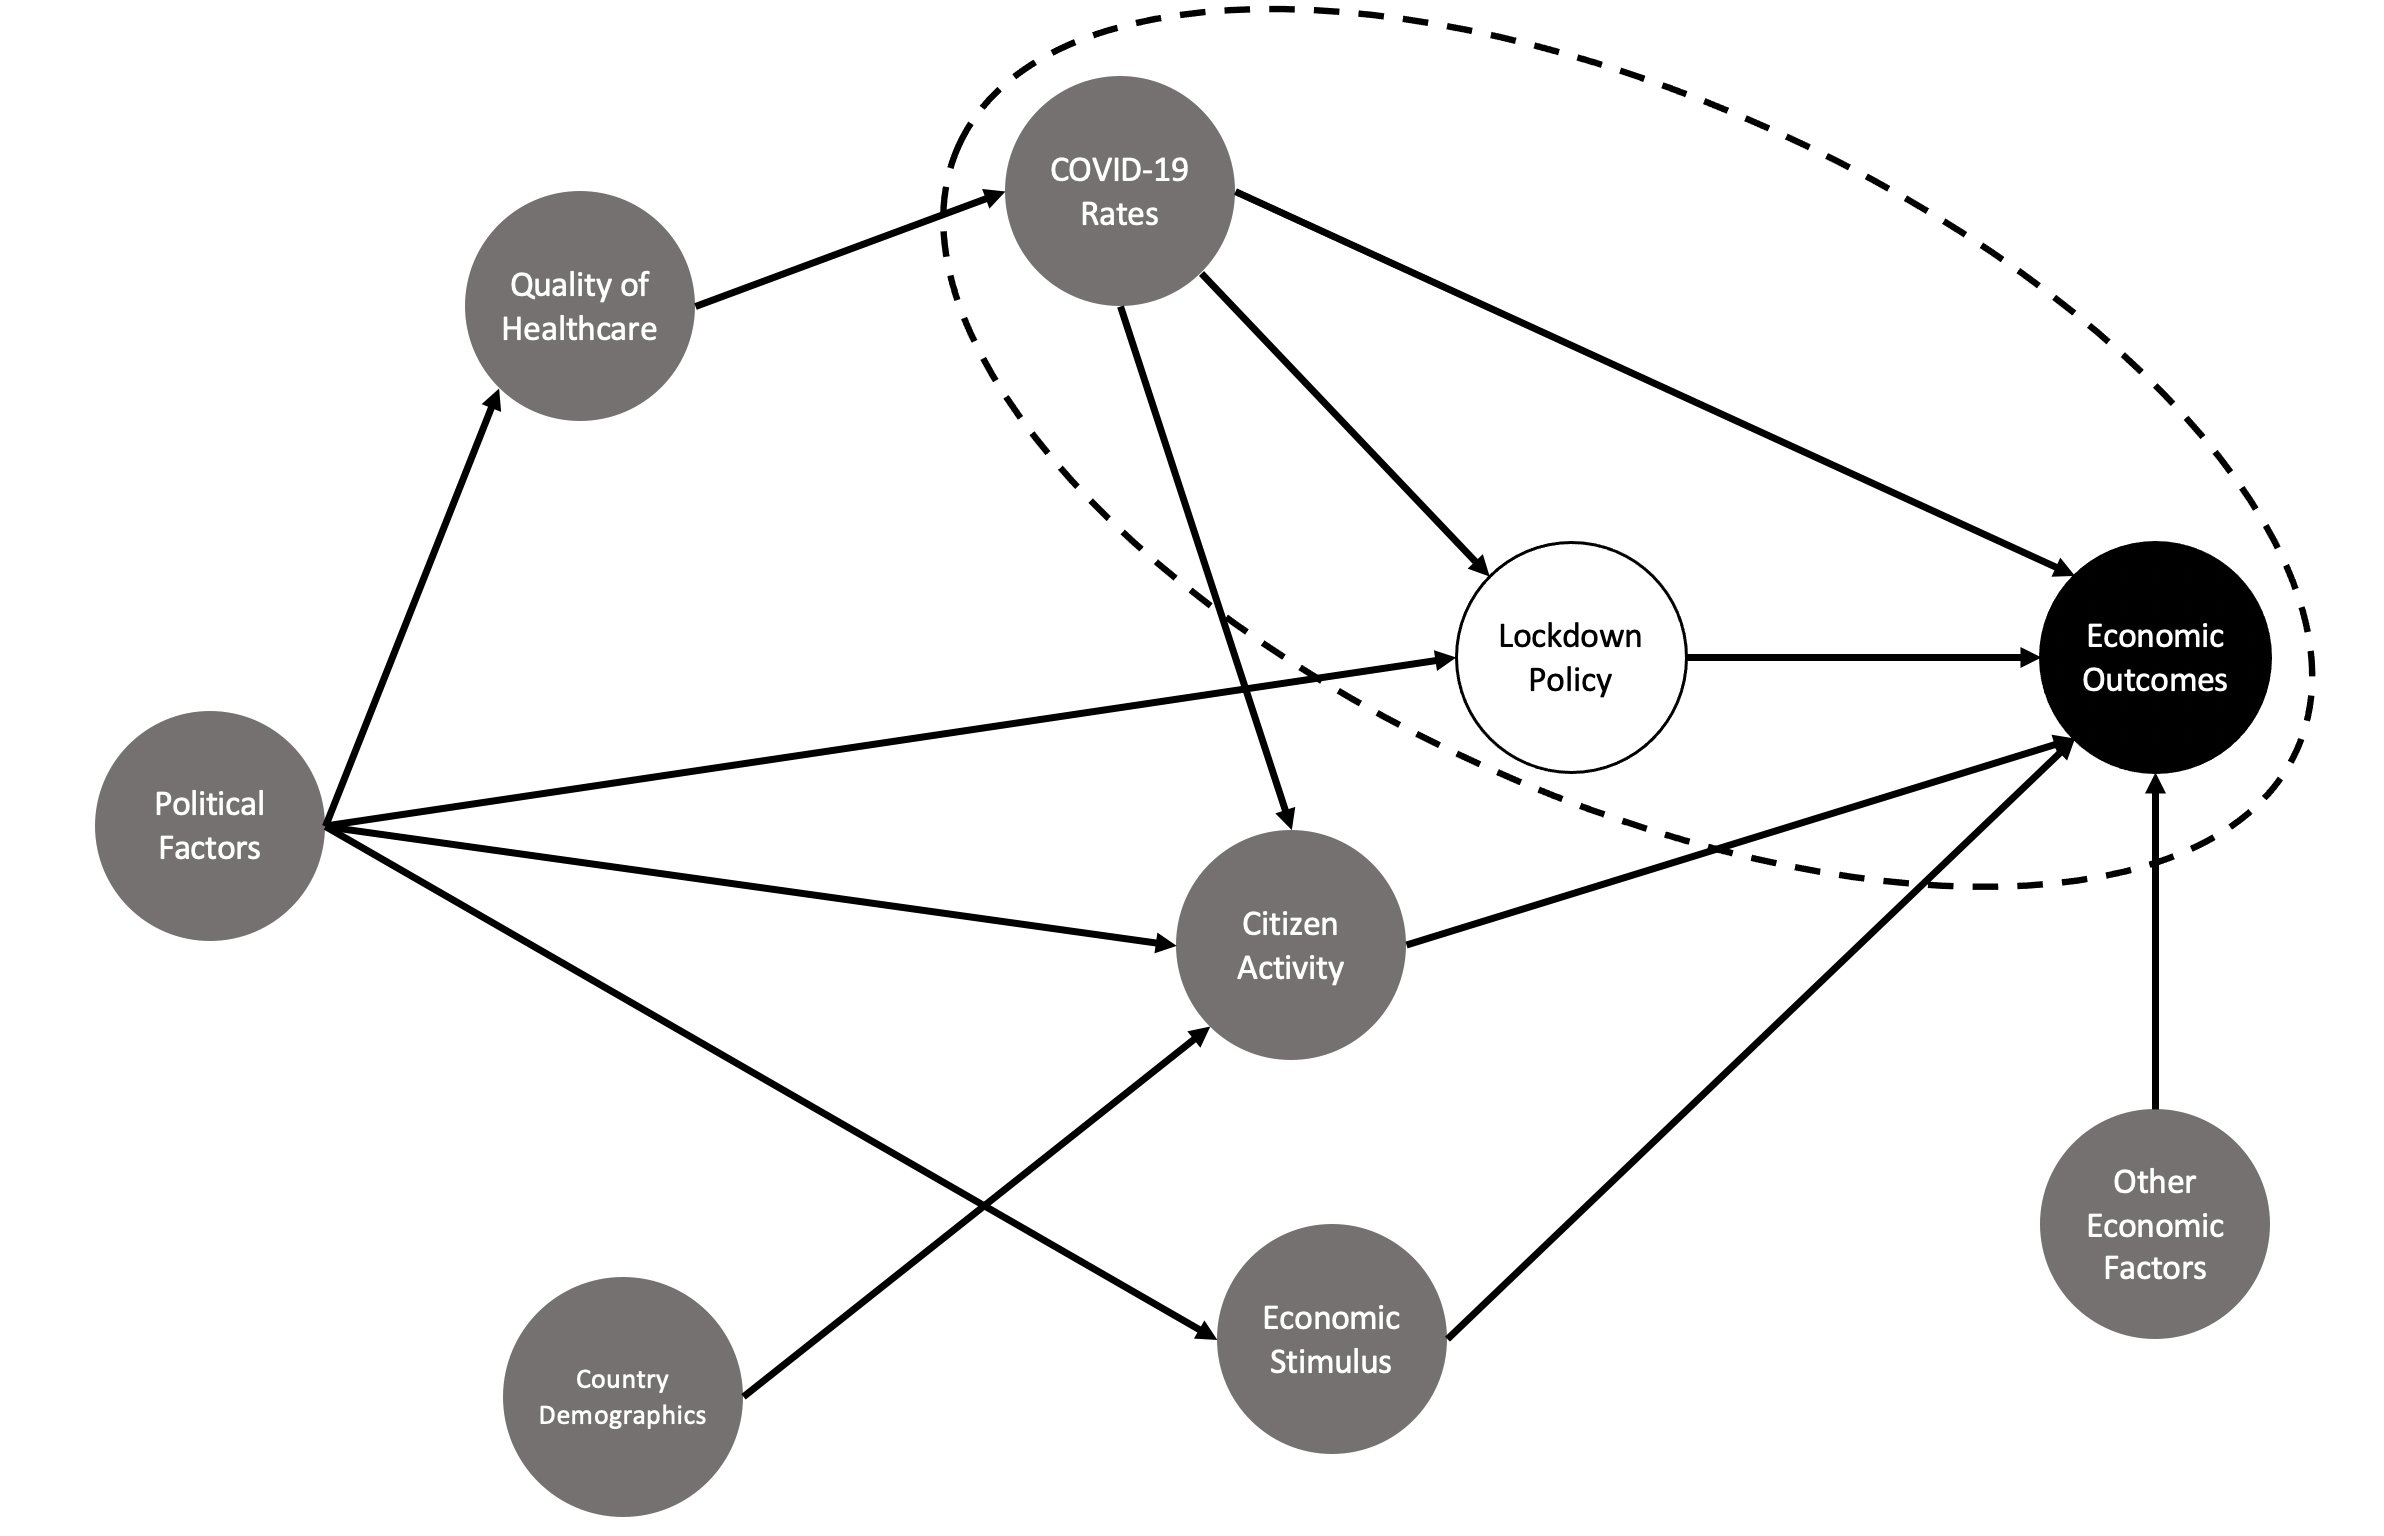 COVID-19
Rates
Quality of
Healthcare
Lockdown
Policy
Economic
Outcomes
Political
Factors
Citizen
Activity
Other
Economic
Factors
Economic
Stimulus
Country
Demographics